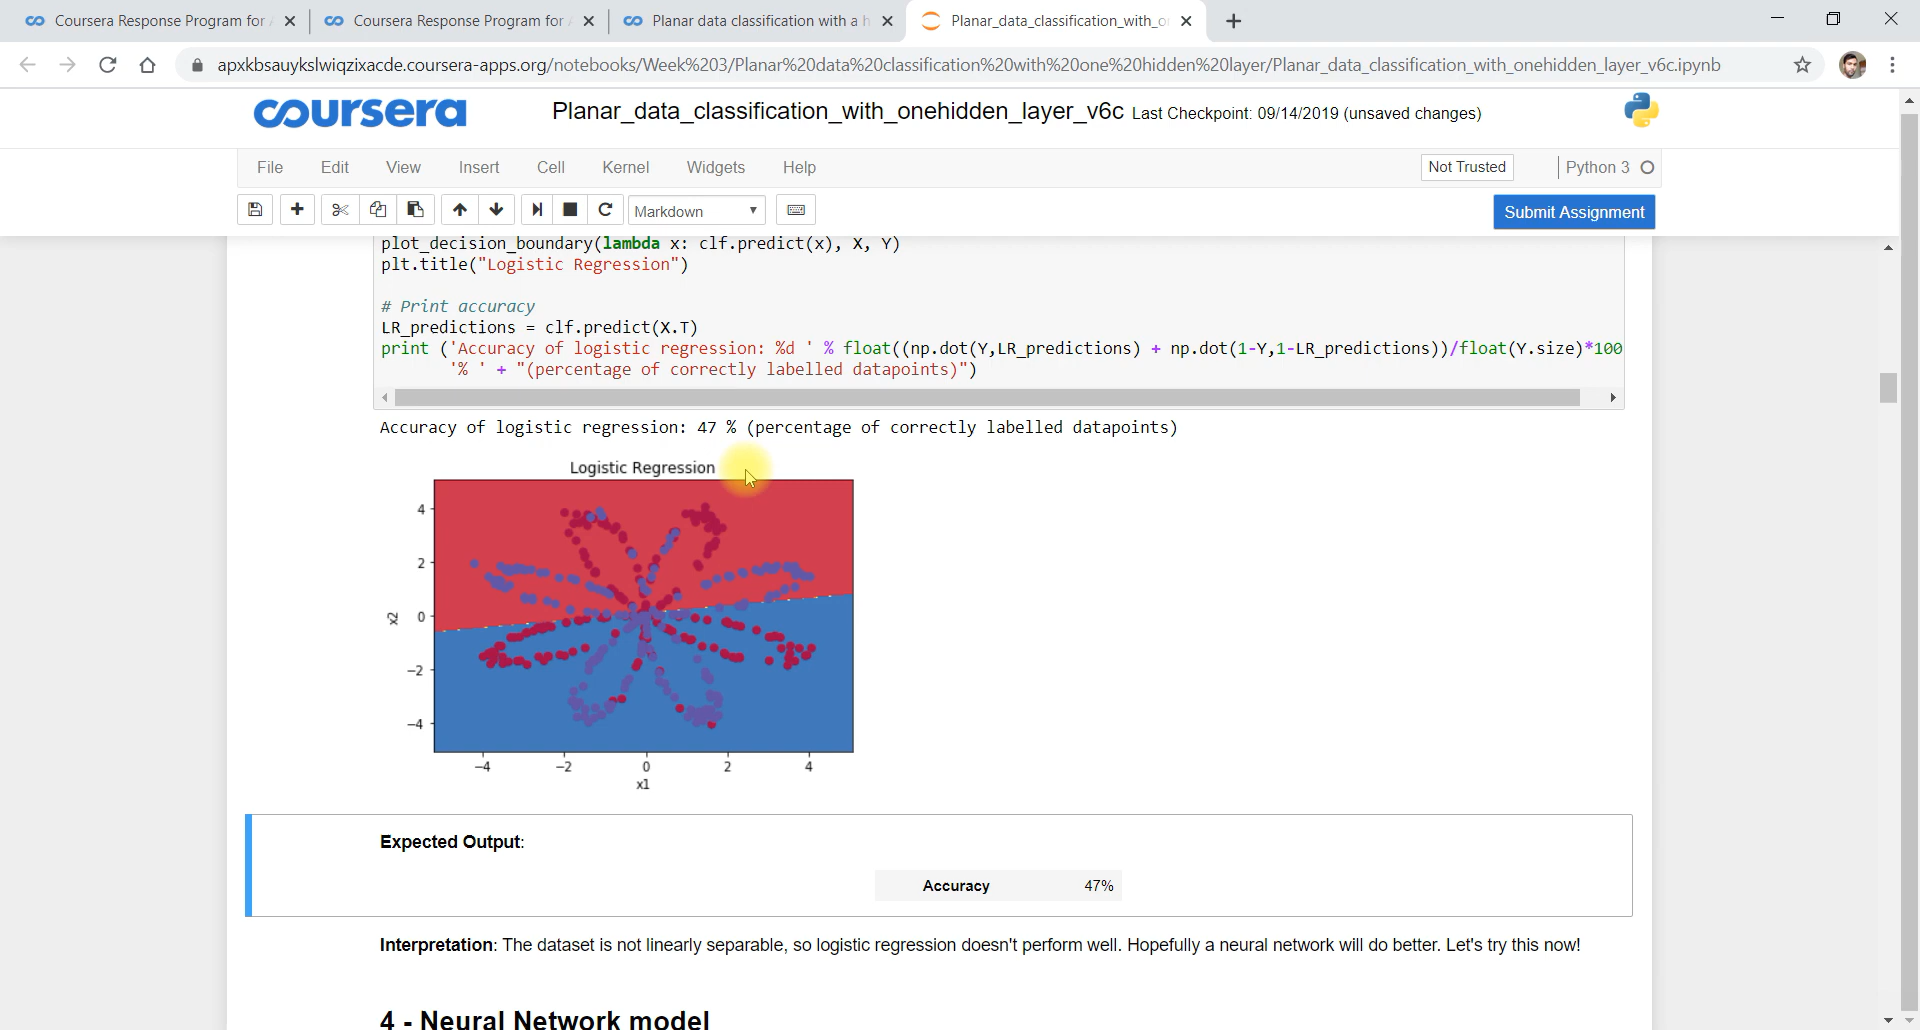 Coursera Response Program for
Coursera Response Program for
Planar data classification with a h
Planar_data_classification_with_o
apxkbsauykslwiqzixacde.coursera-apps.org/notebooks/Week%203/Planar%20data%20classification%20with%20one%20hidden%20layer/Planar_data_classification_with_onehidden_layer_v6c.ipynb
coursera
Planar_data_classification_with_onehidden_layer_v6c Last Checkpoint: 09/14/2019 (unsaved changes)
File Edit View Insert Cell Kernel Widgets Help
Not Trusted
Python 3
Markdown
Submit Assignment
plot_decision_boundary(lambda x: clf.predict(x), X, Y)
plt.title("Logistic Regression")
# Print accuracy
LR_predictions = clf.predict(X.T)
print ('Accuracy of logistic regression: %d ' % float((np.dot(Y,LR_predictions) + np.dot(1-Y,1-LR_predictions))/float(Y.size)*100
'% ' + "(percentage of correctly labelled datapoints)")
Accuracy of logistic regression: 47 % (percentage of correctly labelled datapoints)
Logistic Regression
4
2
0
−2
−4
x2
−4 −2 0 2 4
x1
Expected Output:
Accuracy 47%
Interpretation: The dataset is not linearly separable, so logistic regression doesn't perform well. Hopefully a neural network will do better. Let's try this now!
4 - Neural Network model